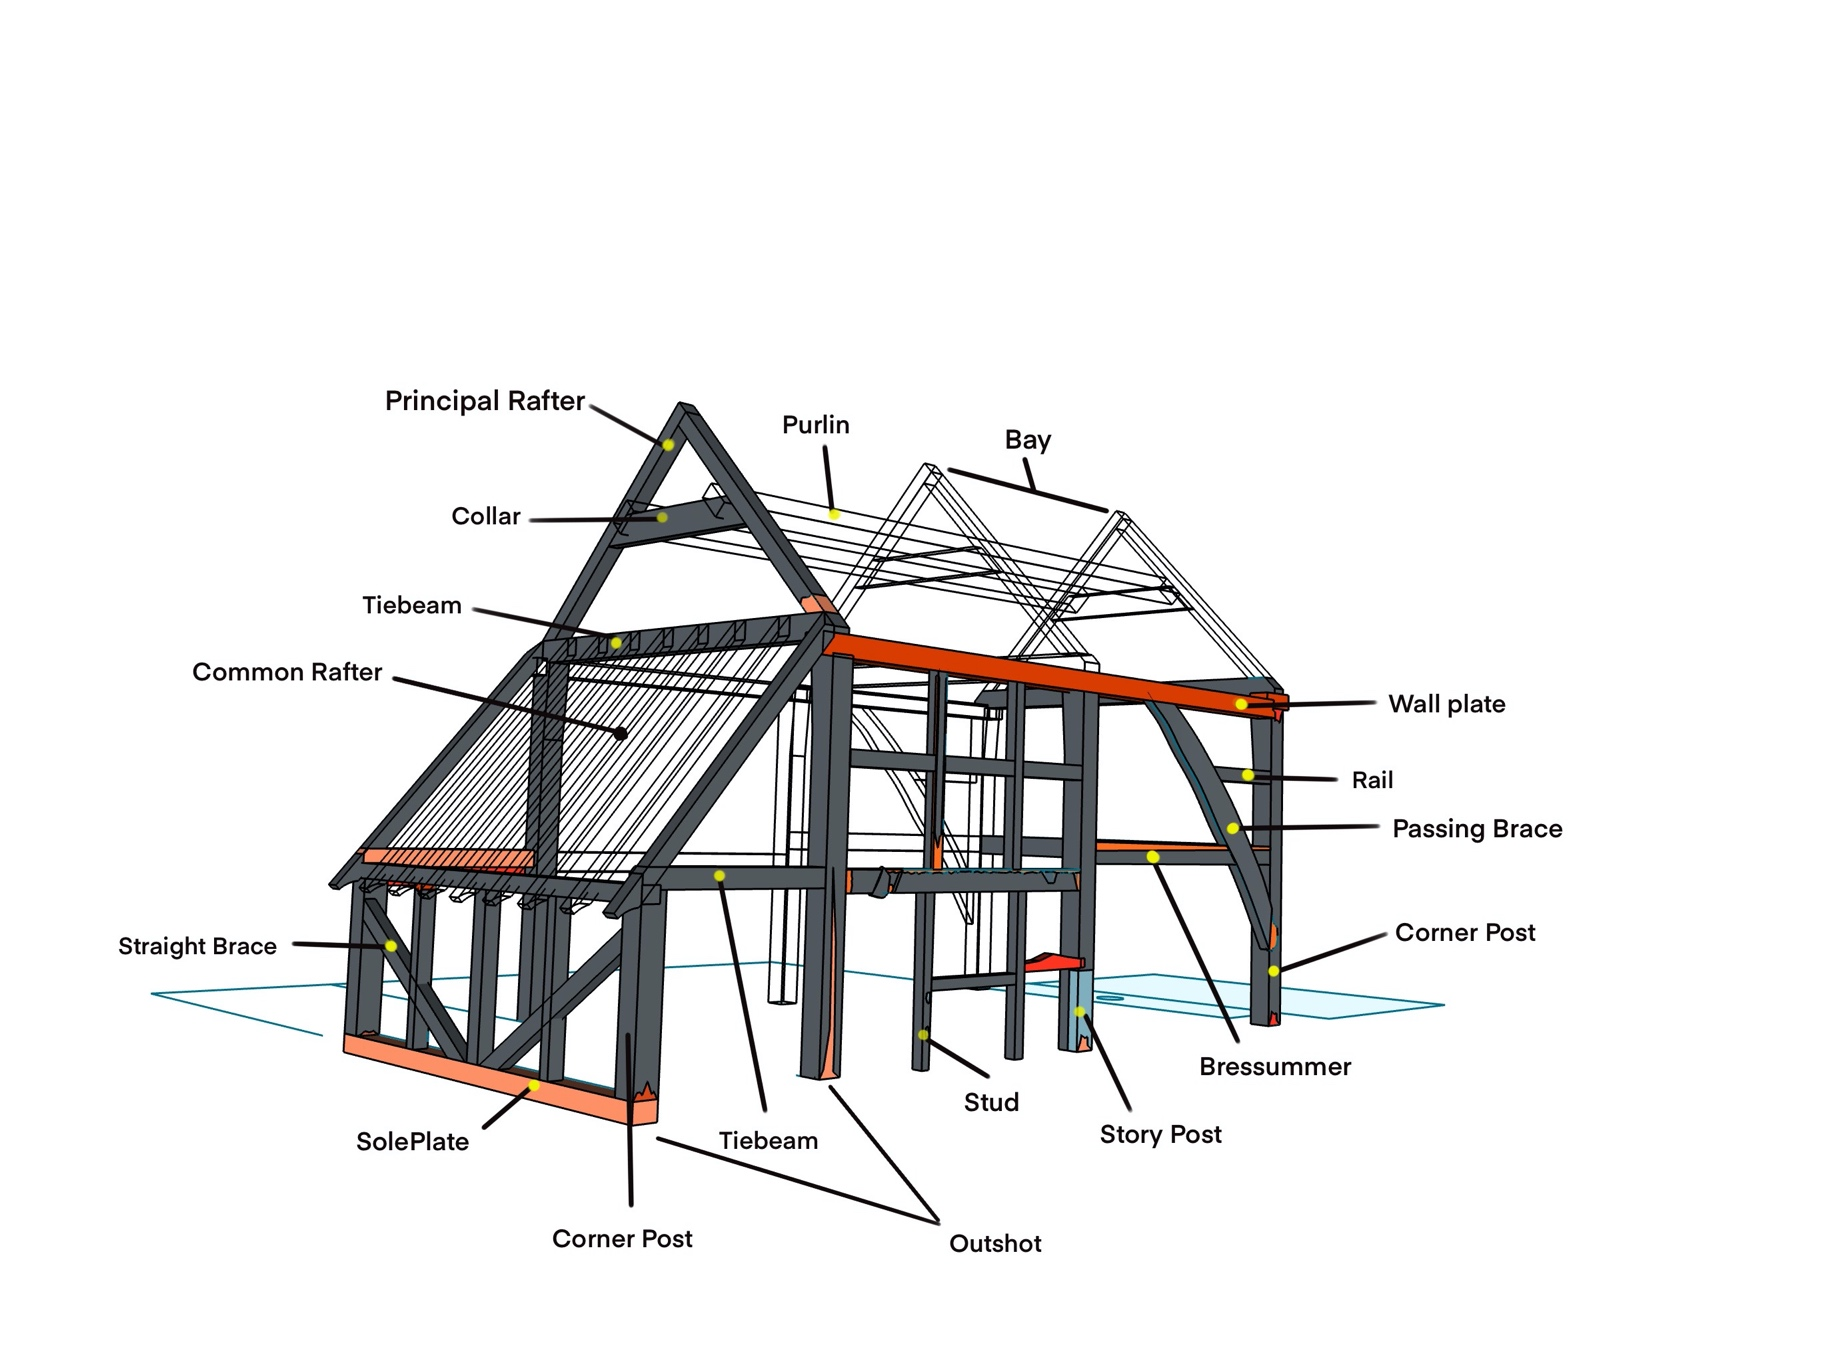 Principal Rafter
Purlin
Bay
Collar
Tiebeam
Common Rafter
Wall plate
Rail
Passing Brace
Corner Post
Straight Brace
Bressummer
Stud
Story Post
SolePlate
Tiebeam
Corner Post
Outshot